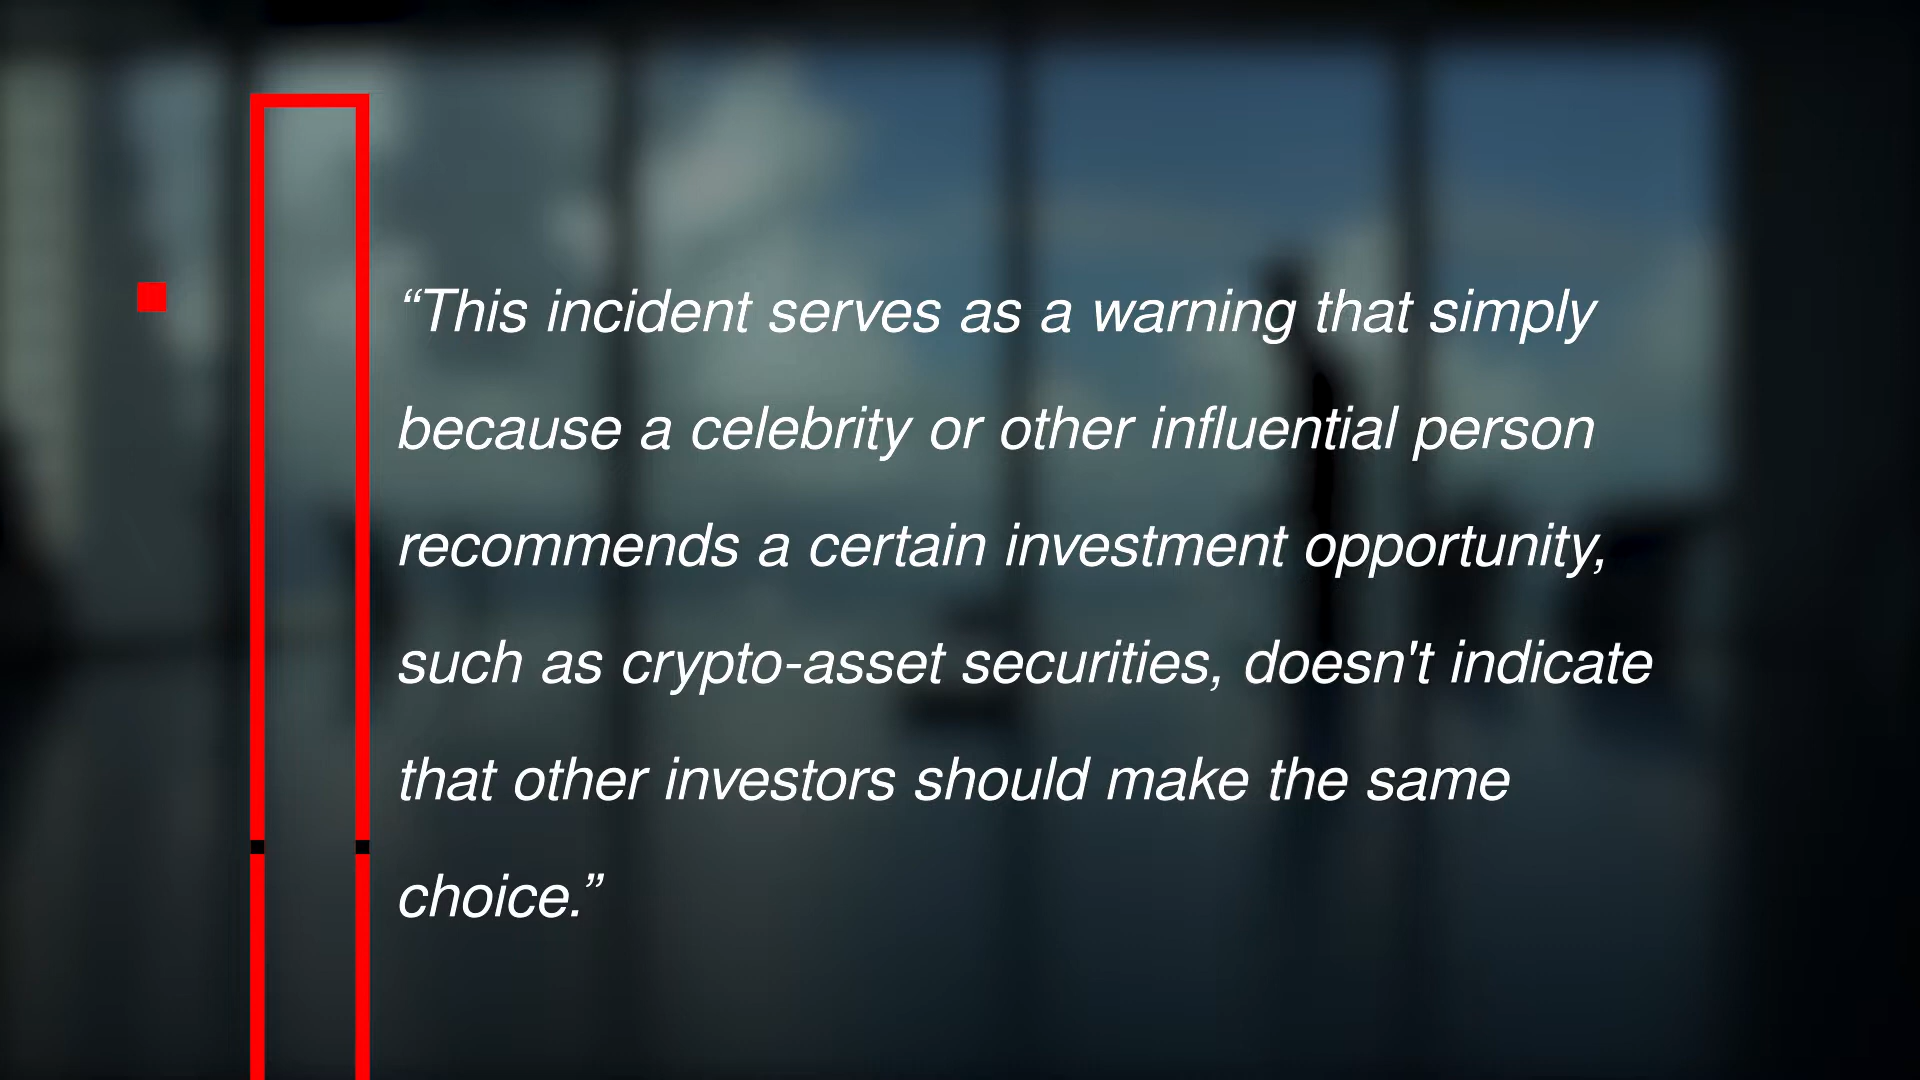 “This incident serves as a warning that simply
because a celebrity or other influential person
recommends a certain investment opportunity,
such as crypto-asset securities, doesn't indicate
that other investors should make the same
choice.”